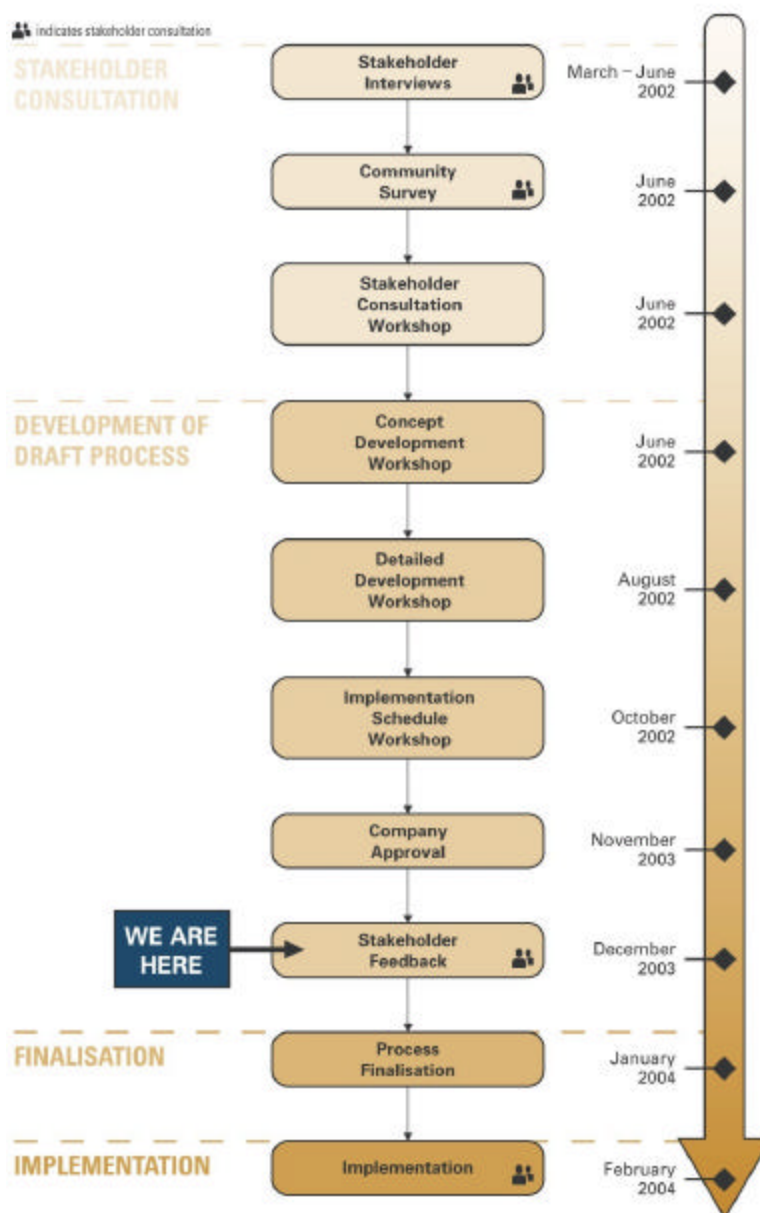 indicates stakeholder consultation
STAKEHOLDER
CONSULTATION
Stakeholder
Interviews
March – June
2002
Community
Survey
June
2002
Stakeholder
Consultation
Workshop
June
2002
DEVELOPMENT OF
DRAFT PROCESS
Concept
Development
Workshop
June
2002
Detailed
Development
Workshop
August
2002
Implementation
Schedule
Workshop
October
2002
Company
Approval
November
2003
WE ARE
HERE
Stakeholder
Feedback
December
2003
FINALISATION
Process
Finalisation
January
2004
IMPLEMENTATION
Implementation
February
2004